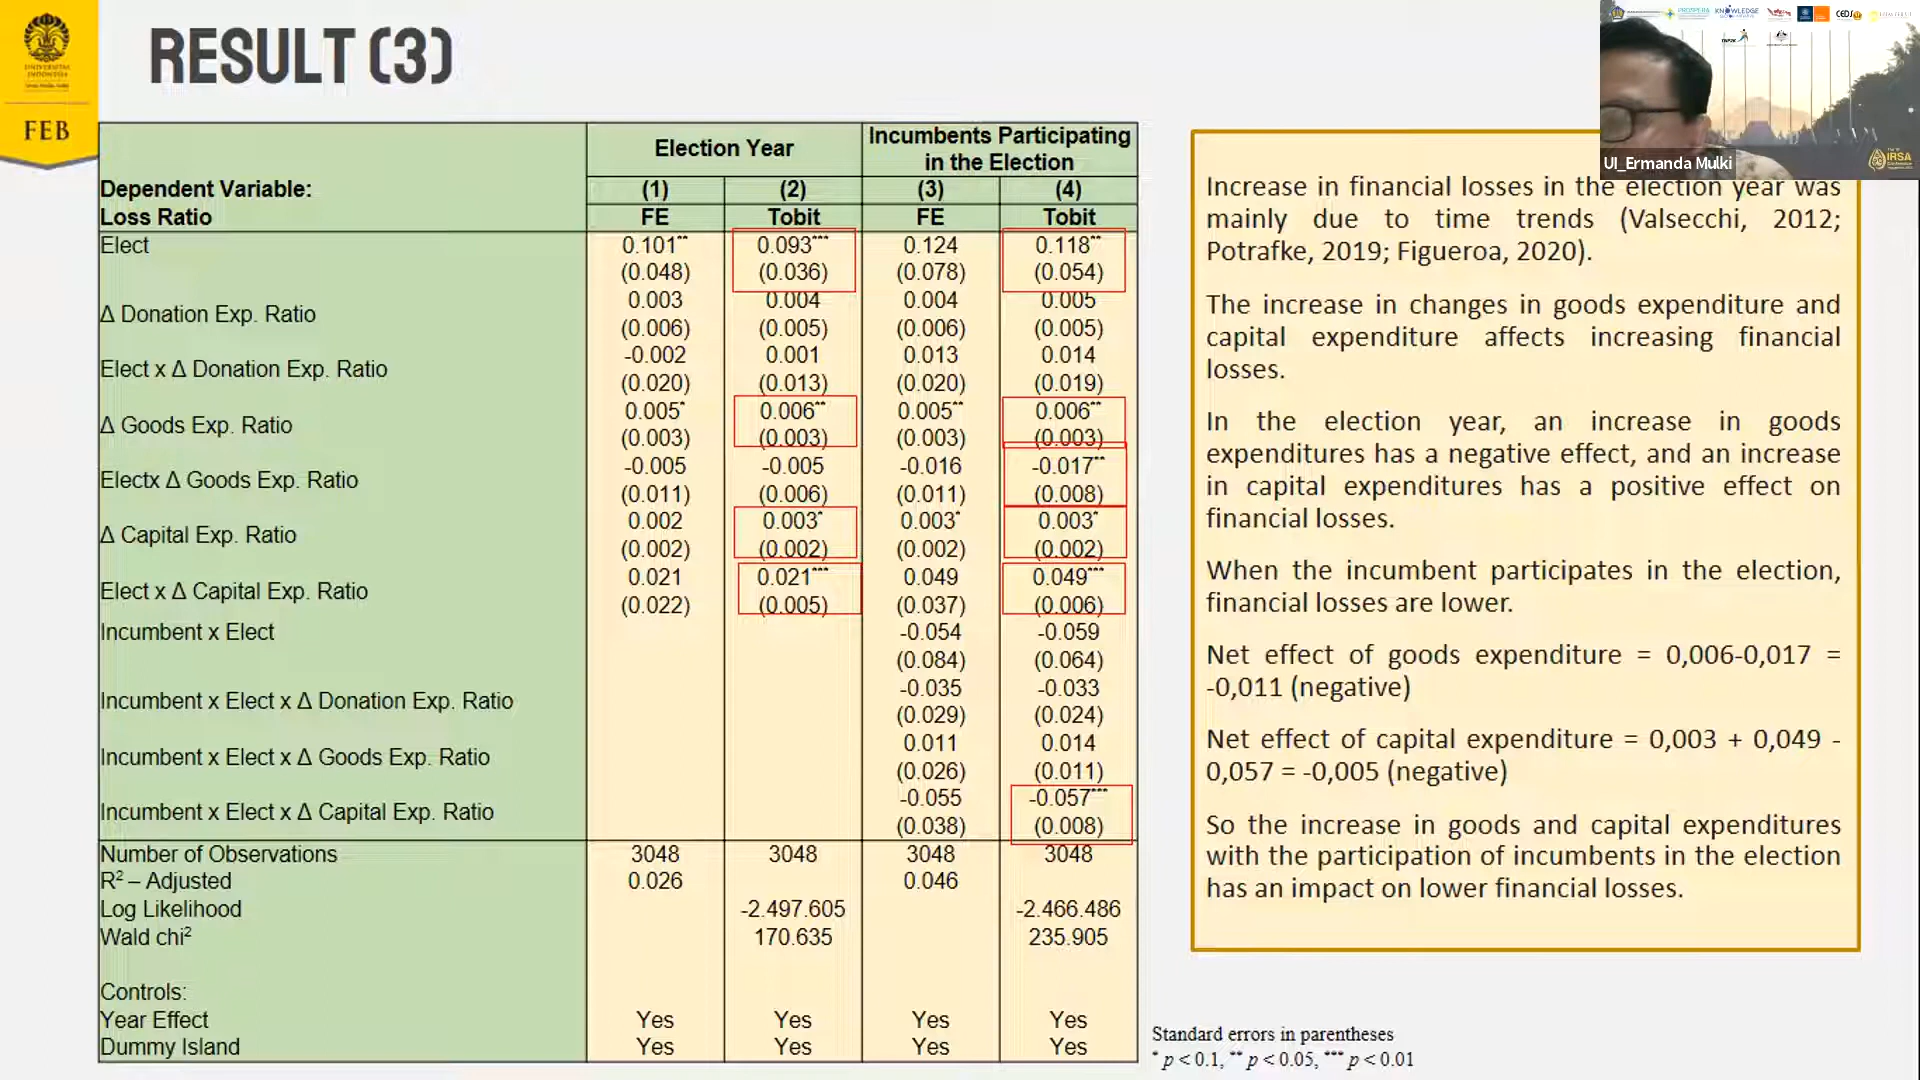 UNIVERSITAS
INDONESIA
FEB
RESULT (3)
PROSPERA
KNOWLEDGE
UI_Ermanda Mulki
IRSA
Election Year
Incumbents Participating
in the Election
Dependent Variable:
Loss Ratio
(1) (2) (3) (4)
FE Tobit FE Tobit
Elect 0.101** 0.093*** 0.124 0.118**
(0.048) (0.036) (0.078) (0.054)
Δ Donation Exp. Ratio 0.003 0.004 0.004 0.005
(0.006) (0.005) (0.006) (0.005)
Elect x Δ Donation Exp. Ratio -0.002 0.001 0.013 0.014
(0.020) (0.013) (0.020) (0.019)
Δ Goods Exp. Ratio 0.005* 0.006** 0.005** 0.006**
(0.003) (0.003) (0.003) (0.003)
Electx Δ Goods Exp. Ratio -0.005 -0.005 -0.016 -0.017**
(0.011) (0.006) (0.011) (0.008)
Δ Capital Exp. Ratio 0.002 0.003* 0.003* 0.003*
(0.002) (0.002) (0.002) (0.002)
Elect x Δ Capital Exp. Ratio 0.021 0.021*** 0.049 0.049***
(0.022) (0.005) (0.037) (0.006)
Incumbent x Elect -0.054 -0.059
(0.084) (0.064)
Incumbent x Elect x Δ Donation Exp. Ratio -0.035 -0.033
(0.029) (0.024)
Incumbent x Elect x Δ Goods Exp. Ratio 0.011 0.014
(0.026) (0.011)
Incumbent x Elect x Δ Capital Exp. Ratio -0.055 -0.057***
(0.038) (0.008)
Number of Observations 3048 3048 3048 3048
R² – Adjusted 0.026 0.046
Log Likelihood -2.497.605 -2.466.486
Wald chi² 170.635 235.905
Controls:
Year Effect Yes Yes Yes Yes
Dummy Island Yes Yes Yes Yes
Increase in financial losses in the election year was
mainly due to time trends (Valsecchi, 2012;
Potrafke, 2019; Figueroa, 2020).
The increase in changes in goods expenditure and
capital expenditure affects increasing financial
losses.
In the election year, an increase in goods
expenditures has a negative effect, and an increase
in capital expenditures has a positive effect on
financial losses.
When the incumbent participates in the election,
financial losses are lower.
Net effect of goods expenditure = 0,006-0,017 =
-0,011 (negative)
Net effect of capital expenditure = 0,003 + 0,049 -
0,057 = -0,005 (negative)
So the increase in goods and capital expenditures
with the participation of incumbents in the election
has an impact on lower financial losses.
Standard errors in parentheses
* p < 0.1, ** p < 0.05, *** p < 0.01